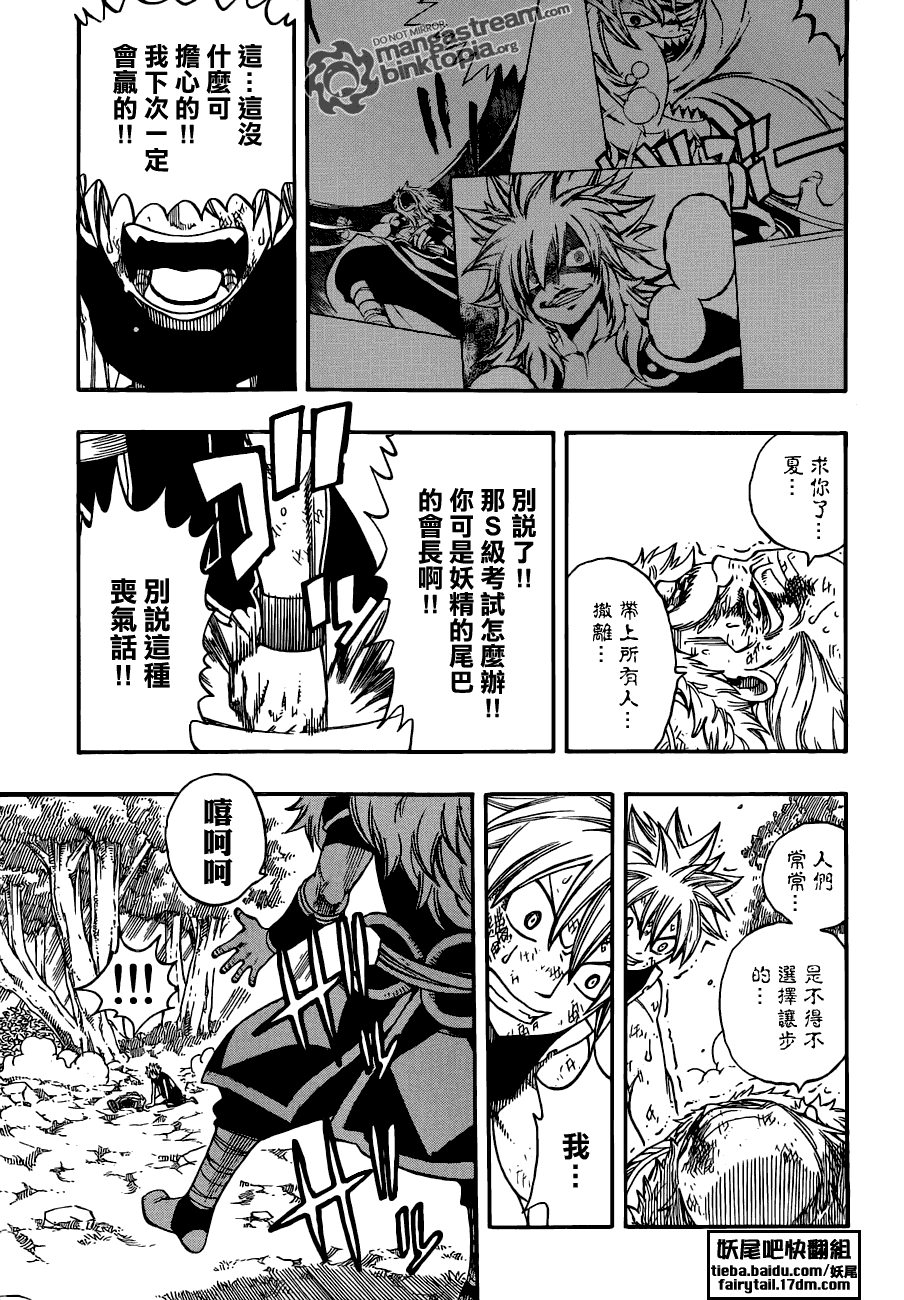 DO NOT MIRROR.
mangastream.com
binktopia.org
這…這沒
什麼可
擔心的!!
我下次一定
會贏的!!
求你了…
夏…
帶上所有人…
撤離…
別説了!!
那S級考試怎麼辦!!
你可是妖精的尾巴
的會長啊!!
別説這種
喪氣話!!
人們
常常…
是不得不
選擇讓步
的…
我…
嘻呵呵
!!!
妖尾吧快翻組
tieba.baidu.com/妖尾
fairytail.17dm.com